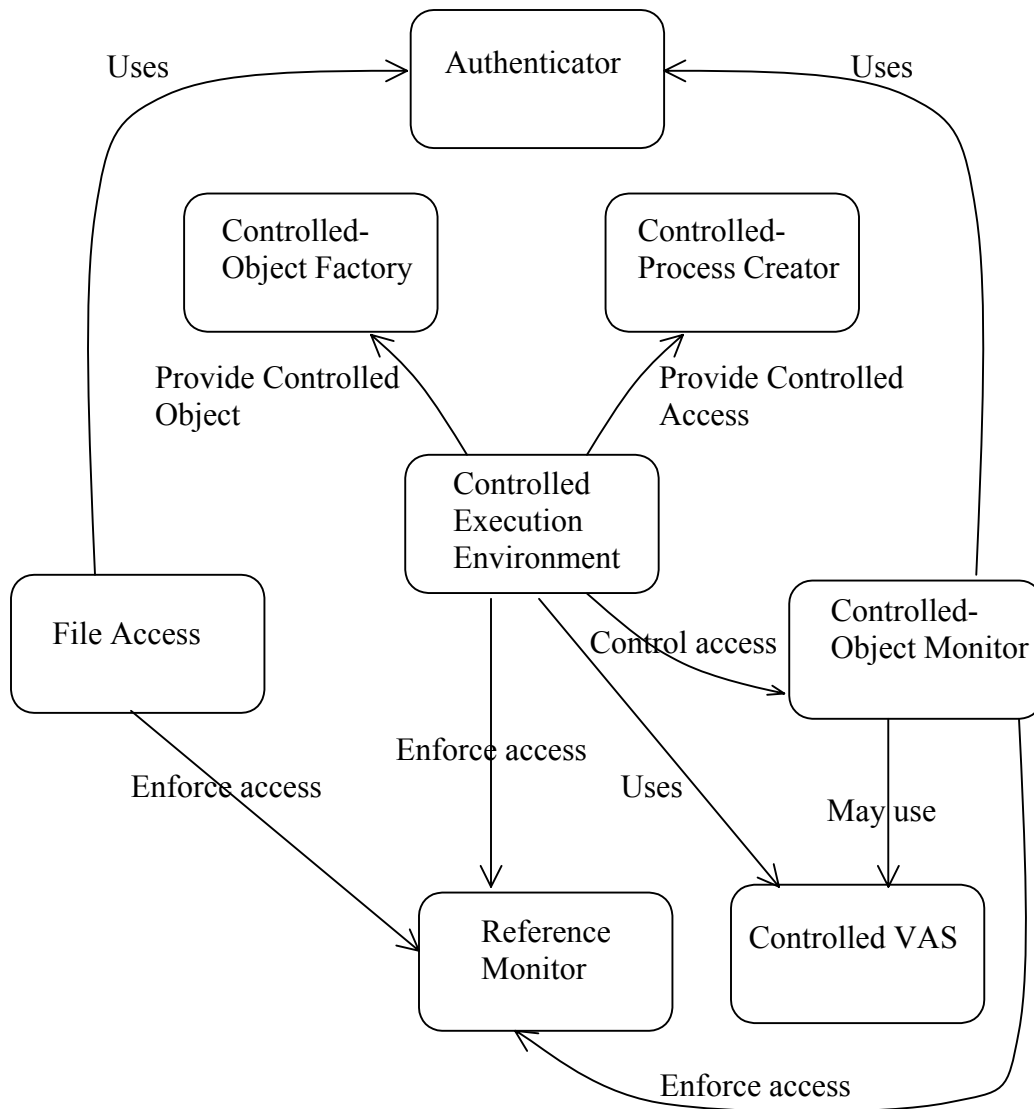 Uses
Authenticator
Uses
Controlled-
Object Factory
Controlled-
Process Creator
Provide Controlled
Object
Provide Controlled
Access
Controlled
Execution
Environment
File Access
Control access
Controlled-
Object Monitor
Enforce access
Enforce access
Uses
May use
Reference
Monitor
Controlled VAS
Enforce access